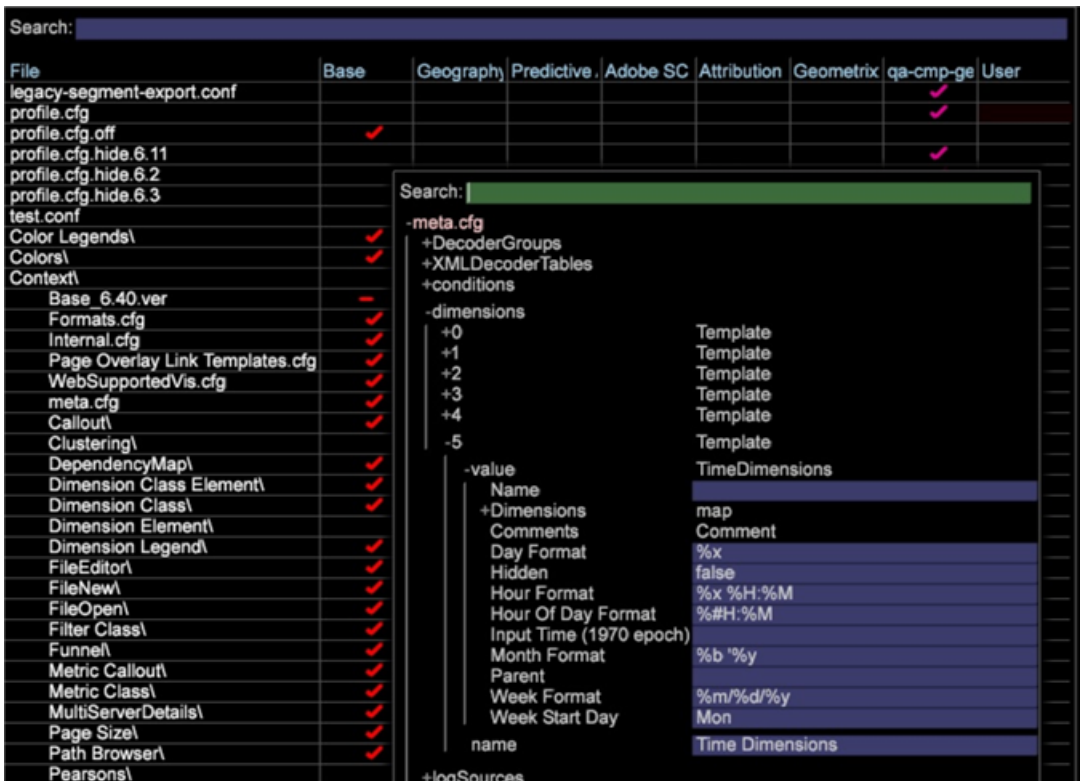 Search:
File Base Geography Predictive Adobe SC Attribution Geometrix qa-cmp-ge User
legacy-segment-export.conf
profile.cfg
profile.cfg.off
profile.cfg.hide.6.11
profile.cfg.hide.6.2
profile.cfg.hide.6.3
test.conf
Color Legends\
Colors\
Context\
Base_6.40.ver
Formats.cfg
Internal.cfg
Page Overlay Link Templates.cfg
WebSupportedVis.cfg
meta.cfg
Callout\
Clustering\
DependencyMap\
Dimension Class Element\
Dimension Class\
Dimension Element\
Dimension Legend\
FileEditor\
FileNew\
FileOpen\
Filter Class\
Funnel\
Metric Callout\
Metric Class\
MultiServerDetails\
Page Size\
Path Browser\
Pearsons\
Search:
-meta.cfg
+DecoderGroups
+XMLDecoderTables
+conditions
-dimensions
+0 Template
+1 Template
+2 Template
+3 Template
+4 Template
-5 Template
-value TimeDimensions
Name
+Dimensions map
Comments Comment
Day Format %x
Hidden false
Hour Format %x %H:%M
Hour Of Day Format %#H:%M
Input Time (1970 epoch)
Month Format %b '%y
Parent
Week Format %m/%d/%y
Week Start Day Mon
name Time Dimensions
+logSources